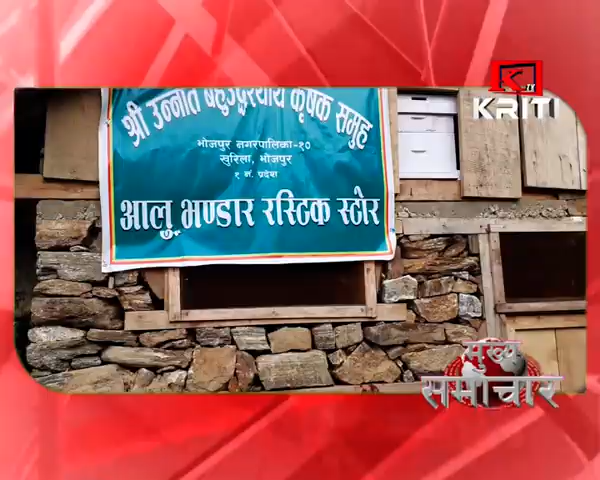 श्री उन्नत बहुउद्देश्यीय कृषक समुह
भोजपुर नगरपालिका-१०
खुरिला, भोजपुर
१ नं. प्रदेश
आलु भण्डार रस्टिक स्टोर
KRITI
मुख्य
समाचार